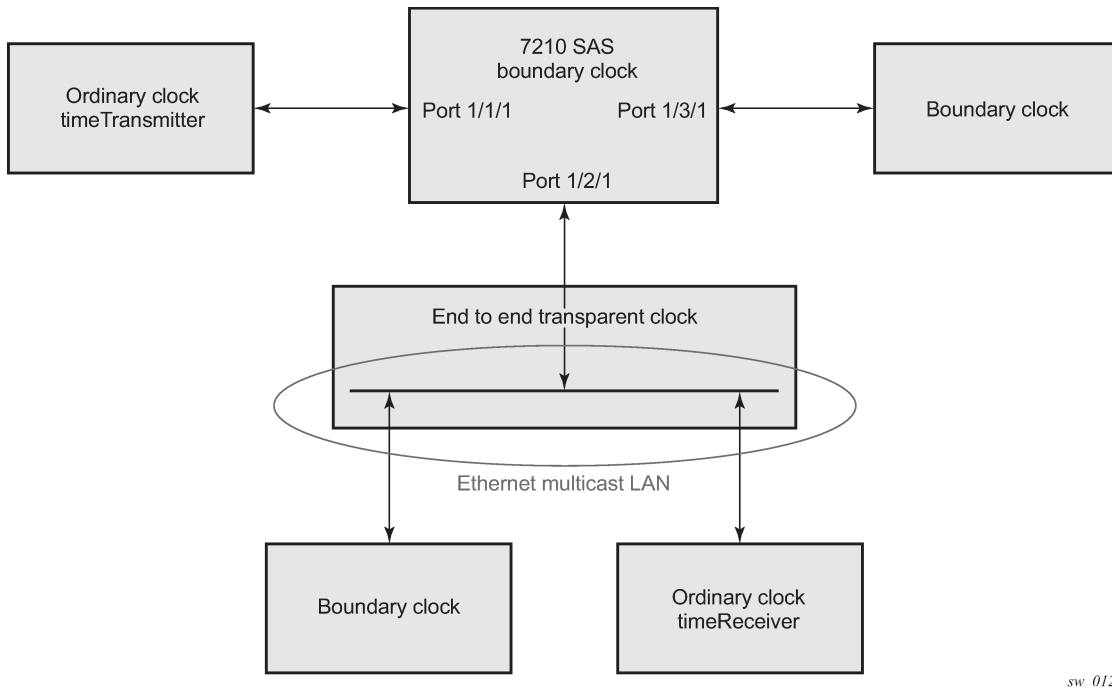 7210 SAS
boundary clock
Ordinary clock
timeTransmitter
Port 1/1/1
Port 1/3/1
Boundary clock
Port 1/2/1
End to end transparent clock
Ethernet multicast LAN
Boundary clock
Ordinary clock
timeReceiver
sw_012